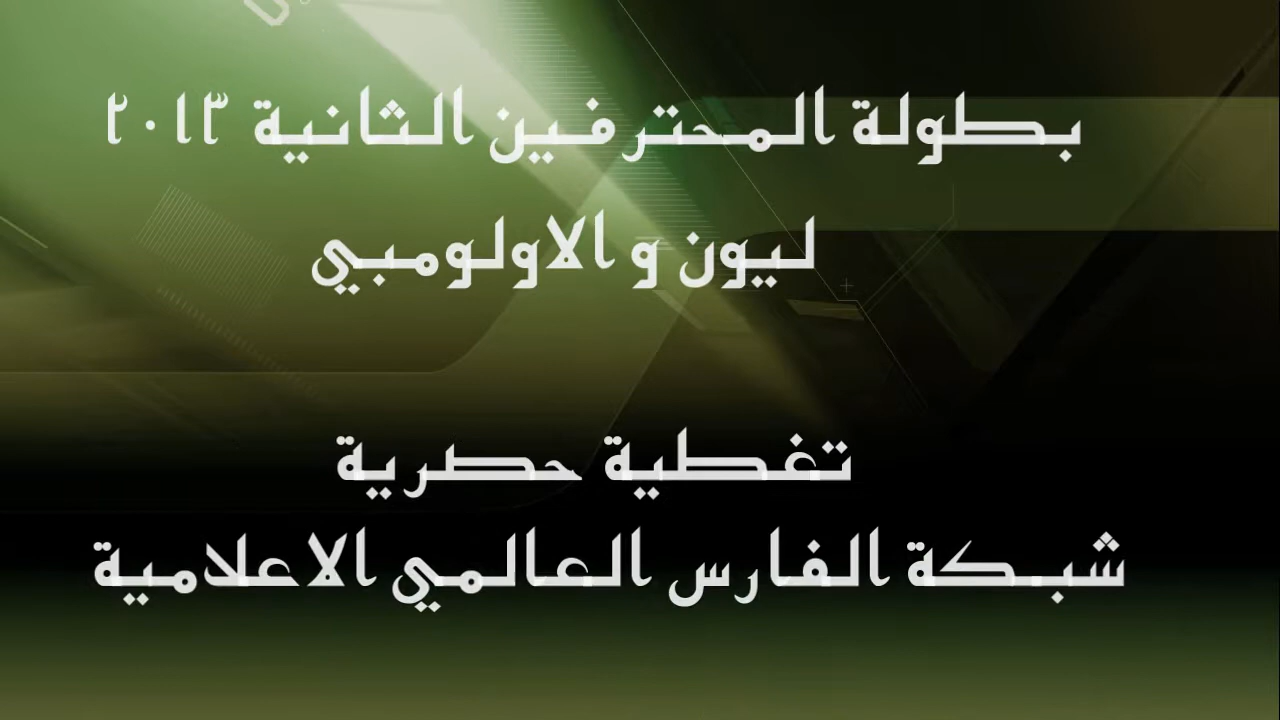 بطولة المحترفين الثانية ٢٠١٣
ليون و الاولومبي
تغطية حصرية
شبكة الفارس العالمي الاعلامية